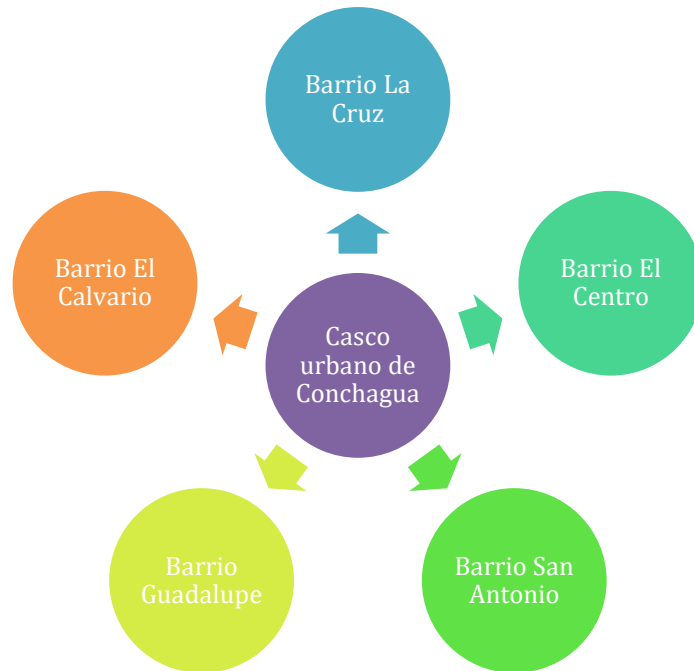 Barrio La
Cruz
Barrio El
Calvario
Barrio El
Centro
Casco
urbano de
Conchagua
Barrio
Guadalupe
Barrio San
Antonio